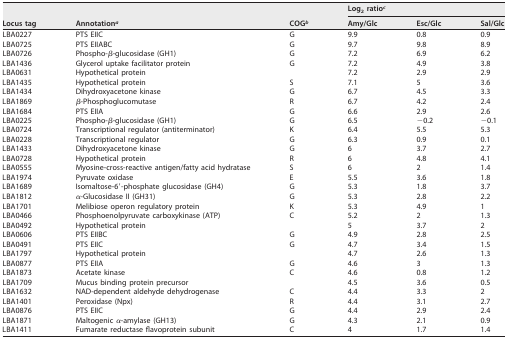 Log2 ratioᶜ
Locus tag Annotationᵃ COGᵇ Amy/Glc Esc/Glc Sal/Glc
LBA0227 PTS EIIC G 9.9 0.8 0.9
LBA0725 PTS EIIABC G 9.7 9.8 8.9
LBA0726 Phospho-β-glucosidase (GH1) G 7.2 6.9 6.2
LBA1436 Glycerol uptake facilitator protein G 7.2 4.9 3.8
LBA0631 Hypothetical protein 7.2 2.9 2.9
LBA1435 Hypothetical protein S 7.1 5 3.6
LBA1434 Dihydroxyacetone kinase G 6.7 4.5 3.3
LBA1869 β-Phosphoglucomutase R 6.7 4.2 2.4
LBA1684 PTS EIIA G 6.6 2.9 2.6
LBA0225 Phospho-β-glucosidase (GH1) G 6.5 −0.2 −0.1
LBA0724 Transcriptional regulator (antiterminator) K 6.4 5.5 5.3
LBA0228 Transcriptional regulator G 6.3 0.9 0.1
LBA1433 Dihydroxyacetone kinase G 6 3.7 2.7
LBA0728 Hypothetical protein R 6 4.8 4.1
LBA0555 Myosine-cross-reactive antigen/fatty acid hydratase S 6 2 1.4
LBA1974 Pyruvate oxidase E 5.5 3.6 1.8
LBA1689 Isomaltose-6′-phosphate glucosidase (GH4) G 5.3 1.8 3.7
LBA1812 α-Glucosidase II (GH31) G 5.3 2.8 2.2
LBA1701 Melibiose operon regulatory protein K 5.3 4.9 1
LBA0466 Phosphoenolpyruvate carboxykinase (ATP) C 5.2 2 1.3
LBA0492 Hypothetical protein 5 3.7 2
LBA0606 PTS EIIBC G 4.9 2.8 2.5
LBA0491 PTS EIIC G 4.7 3.4 1.5
LBA1797 Hypothetical protein 4.7 2.6 1.3
LBA0877 PTS EIIA G 4.6 3 1.3
LBA1873 Acetate kinase C 4.6 0.8 1.2
LBA1709 Mucus binding protein precursor 4.5 3.6 0.5
LBA1632 NAD-dependent aldehyde dehydrogenase C 4.4 3.3 2
LBA1401 Peroxidase (Npx) R 4.4 3.1 2.7
LBA0876 PTS EIIC G 4.4 2.9 2.4
LBA1871 Maltogenic α-amylase (GH13) G 4.3 2.1 0.9
LBA1411 Fumarate reductase flavoprotein subunit C 4 1.7 1.4